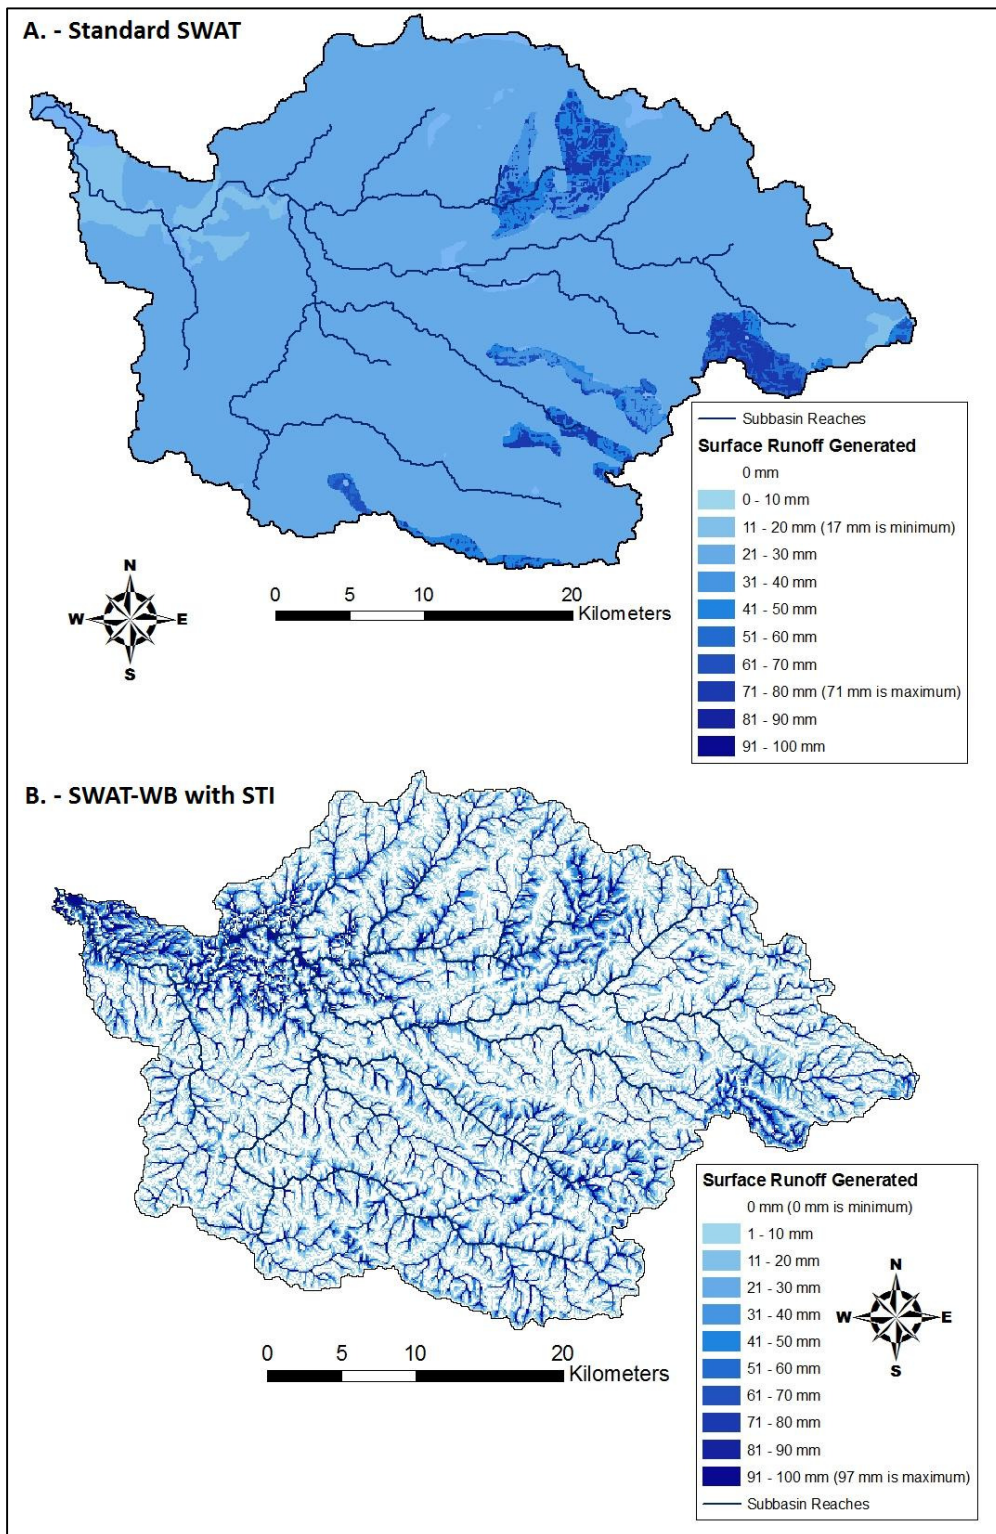 A. - Standard SWAT
Subbasin Reaches
Surface Runoff Generated
0 mm
0 - 10 mm
11 - 20 mm (17 mm is minimum)
21 - 30 mm
31 - 40 mm
41 - 50 mm
51 - 60 mm
61 - 70 mm
71 - 80 mm (71 mm is maximum)
81 - 90 mm
91 - 100 mm
N
W E
S
0 5 10 20
Kilometers
B. - SWAT-WB with STI
Surface Runoff Generated
0 mm (0 mm is minimum)
1 - 10 mm
11 - 20 mm
21 - 30 mm
31 - 40 mm
41 - 50 mm
51 - 60 mm
61 - 70 mm
71 - 80 mm
81 - 90 mm
91 - 100 mm (97 mm is maximum)
Subbasin Reaches
N
W E
S
0 5 10 20
Kilometers